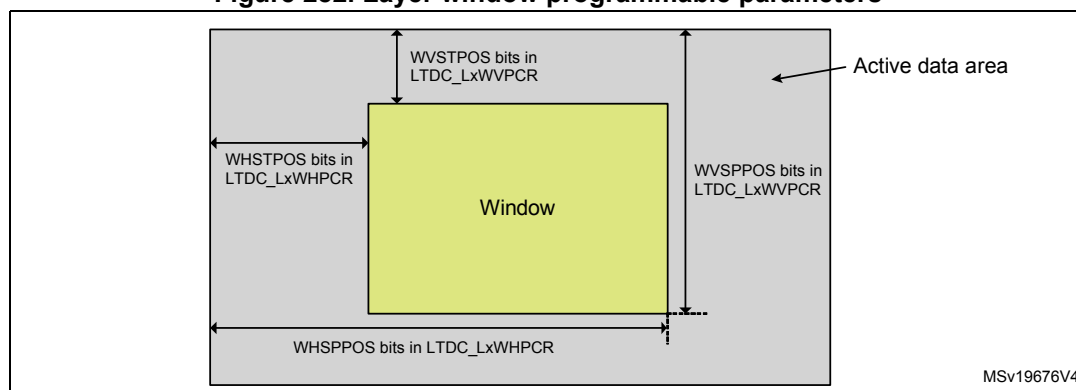 Figure 232. Layer window programmable parameters
WVSTPOS bits in
LTDC_LxWVPCR
Active data area
WHSTPOS bits in
LTDC_LxWHPCR
WVSPPOS bits in
LTDC_LxWVPCR
Window
WHSPPOS bits in LTDC_LxWHPCR
MSv19676V4